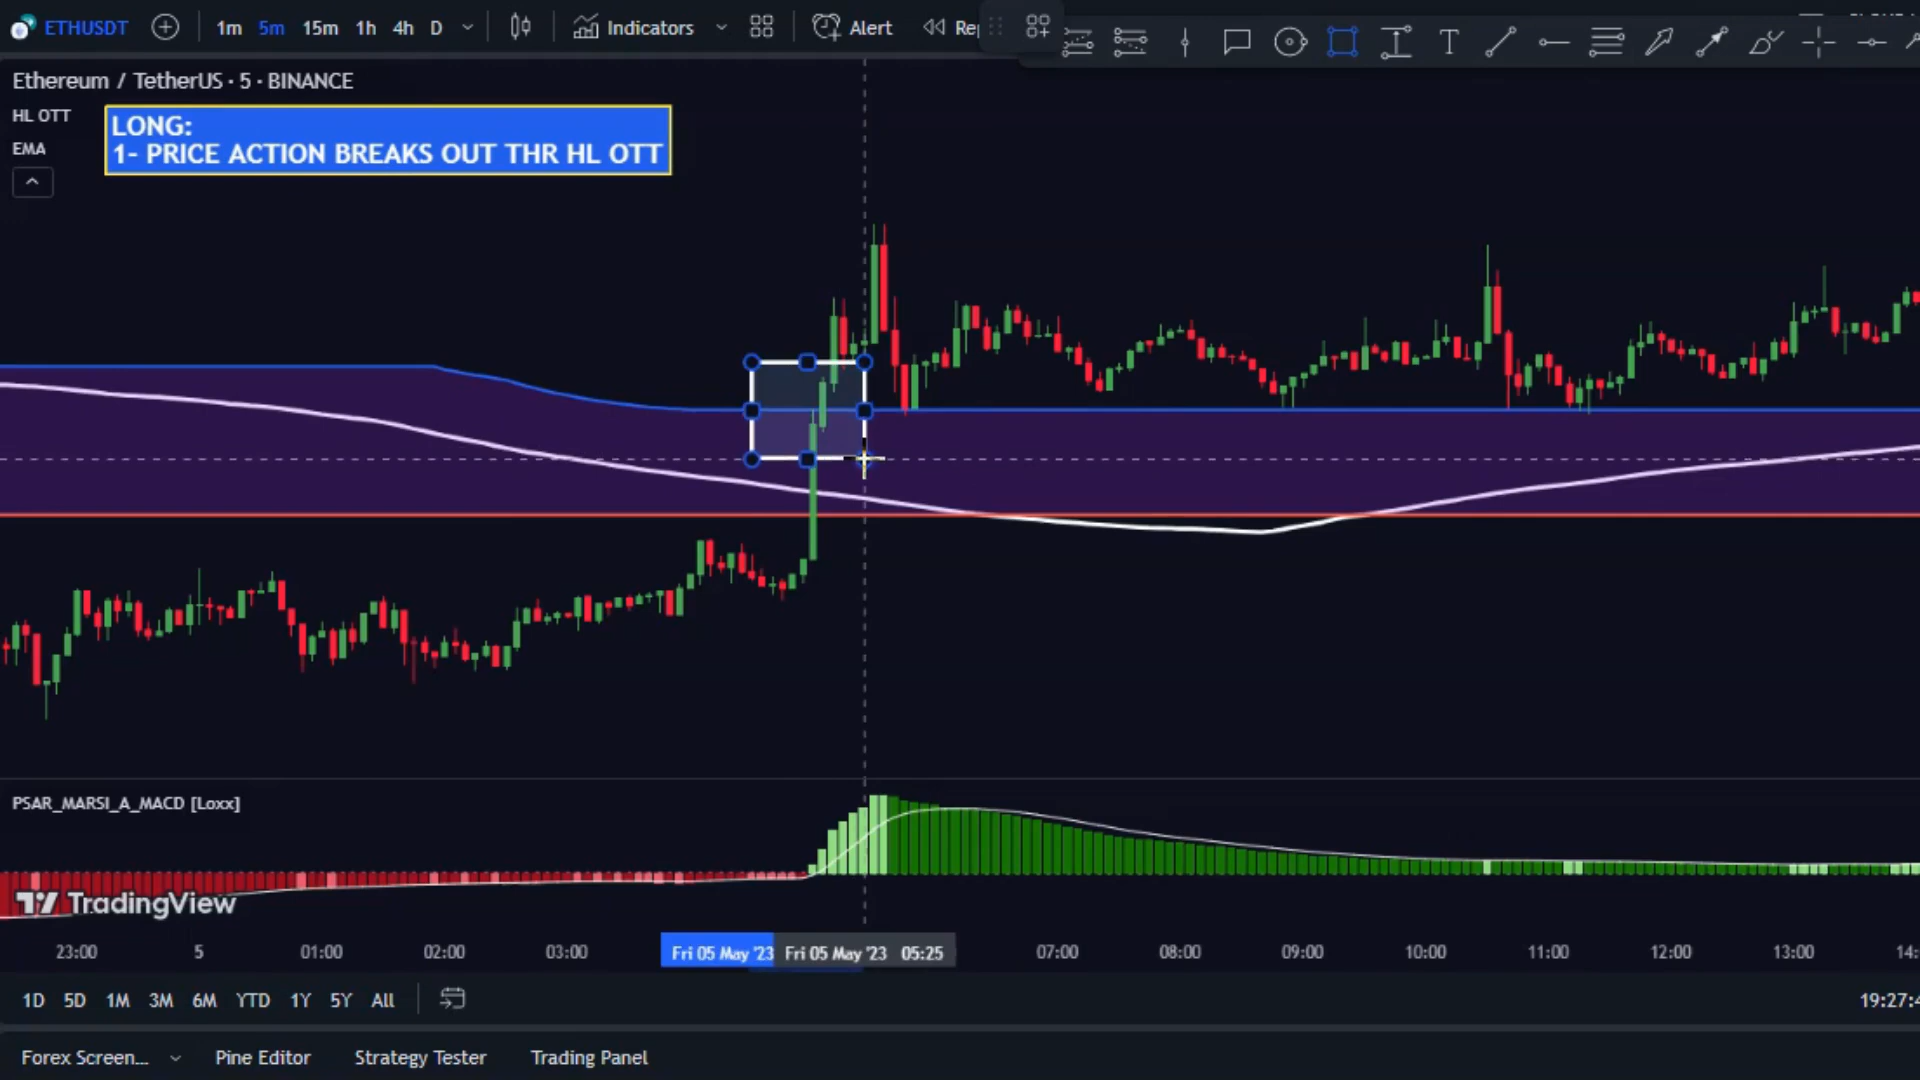 ETHUSDT
1m 5m 15m 1h 4h D
Indicators
Alert
Ethereum / TetherUS · 5 · BINANCE
HL OTT
EMA
LONG:
1- PRICE ACTION BREAKS OUT THR HL OTT
PSAR_MARSI_A_MACD [Loxx]
TradingView
23:00 5 01:00 02:00 03:00 Fri 05 May '23 Fri 05 May '23 05:25 07:00 08:00 09:00 10:00 11:00 12:00 13:00
1D 5D 1M 3M 6M YTD 1Y 5Y All
Forex Screen... Pine Editor Strategy Tester Trading Panel